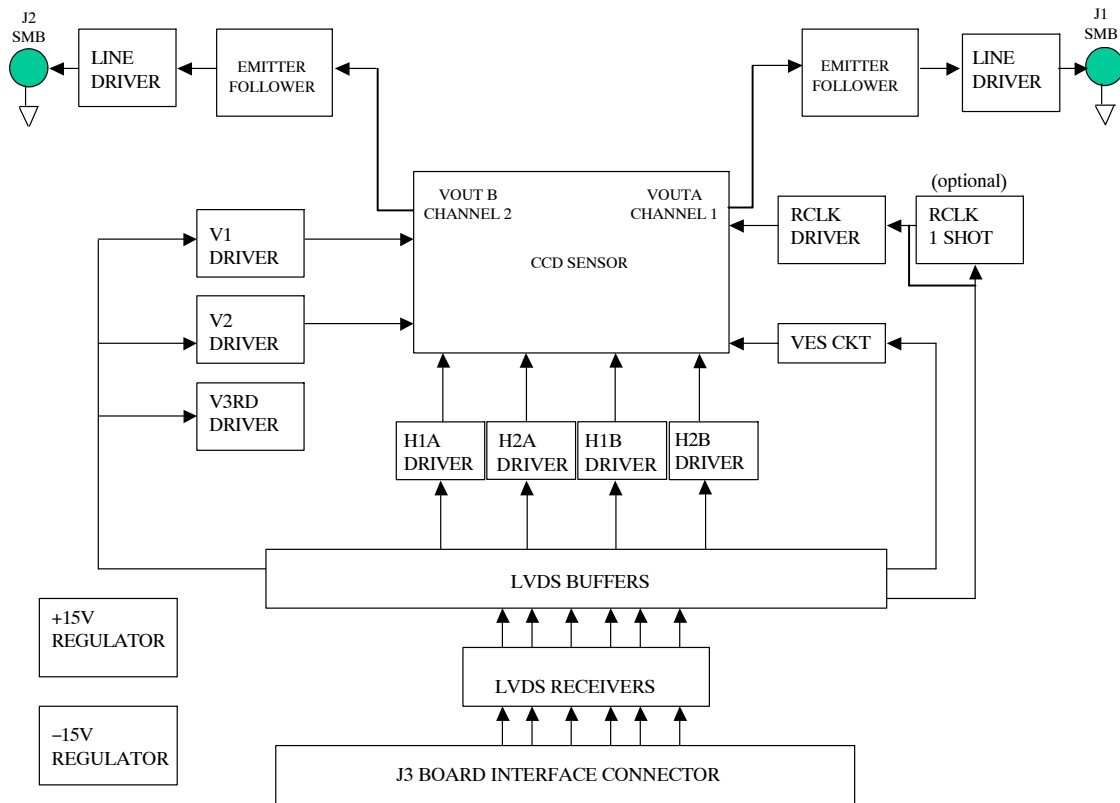 J2
SMB
LINE
DRIVER
EMITTER
FOLLOWER
EMITTER
FOLLOWER
LINE
DRIVER
J1
SMB
VOUT B
CHANNEL 2
VOUTA
CHANNEL 1
CCD SENSOR
(optional)
RCLK
DRIVER
RCLK
1 SHOT
V1
DRIVER
V2
DRIVER
V3RD
DRIVER
VES CKT
H1A
DRIVER
H2A
DRIVER
H1B
DRIVER
H2B
DRIVER
LVDS BUFFERS
+15V
REGULATOR
LVDS RECEIVERS
–15V
REGULATOR
J3 BOARD INTERFACE CONNECTOR